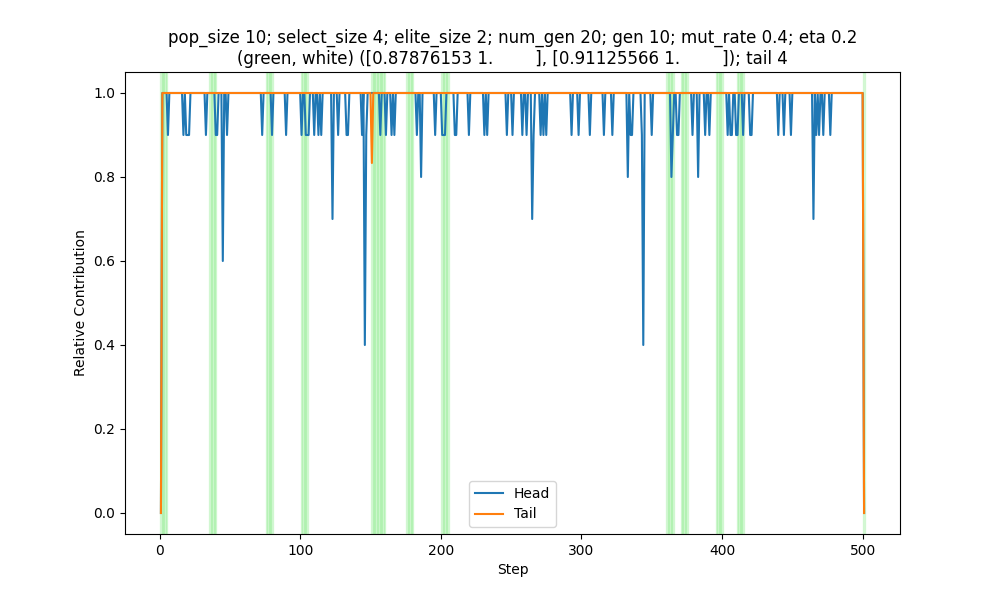 pop_size 10; select_size 4; elite_size 2; num_gen 20; gen 10; mut_rate 0.4; eta 0.2
(green, white) ([0.87876153 1.        ], [0.91125566 1.        ]); tail 4
1.0
0.8
0.6
0.4
0.2
0.0
Relative Contribution
Head
Tail
0 100 200 300 400 500
Step